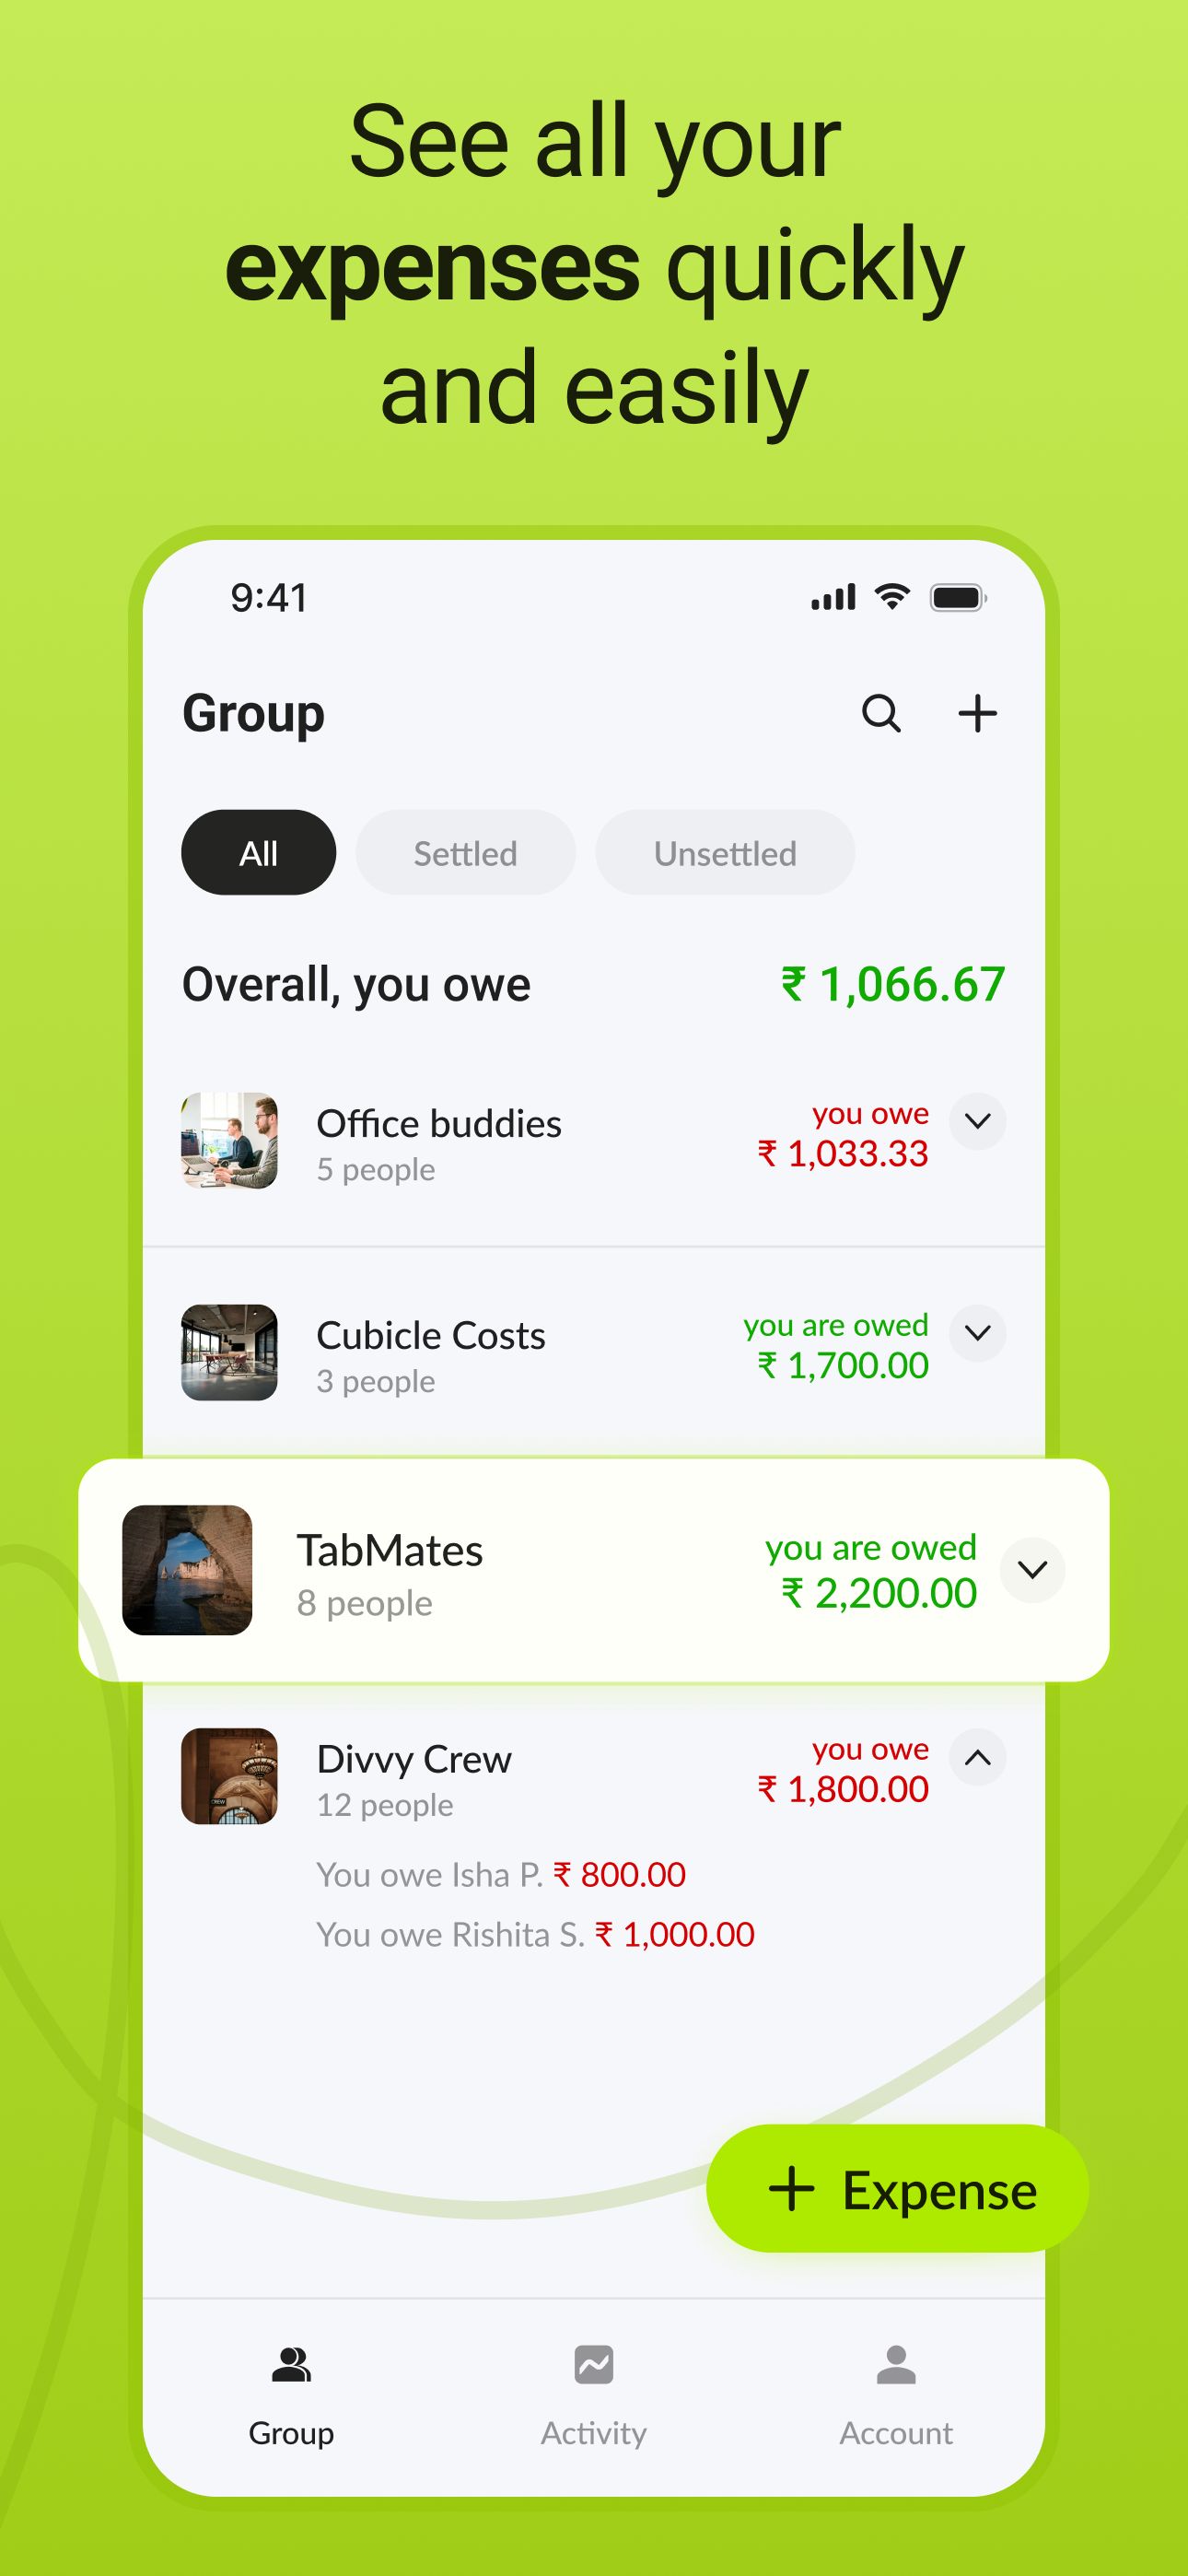 See all your
expenses quickly
and easily
9:41
Group
All
Settled
Unsettled
Overall, you owe
₹ 1,066.67
Office buddies
5 people
you owe
₹ 1,033.33
Cubicle Costs
3 people
you are owed
₹ 1,700.00
TabMates
8 people
you are owed
₹ 2,200.00
CREW
Divvy Crew
12 people
you owe
₹ 1,800.00
You owe Isha P. ₹ 800.00
You owe Rishita S. ₹ 1,000.00
+ Expense
Group
Activity
Account